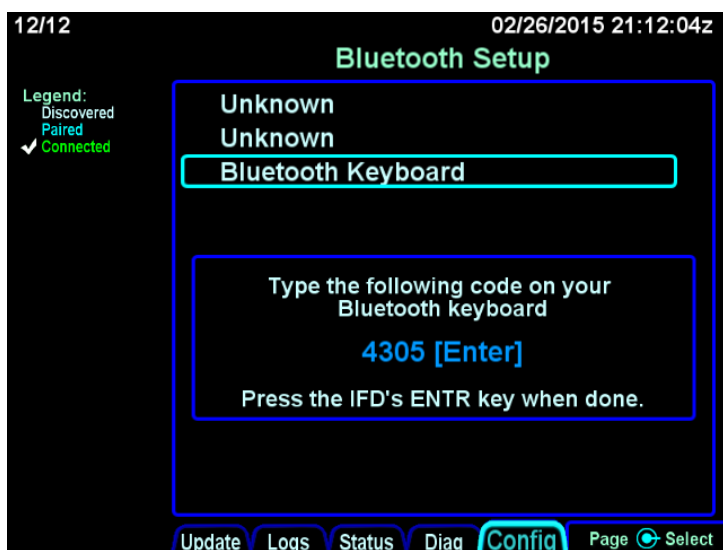 12/12
02/26/2015 21:12:04z
Bluetooth Setup
Legend:
Discovered
Paired
Connected
Unknown
Unknown
Bluetooth Keyboard
Type the following code on your
Bluetooth keyboard
4305 [Enter]
Press the IFD's ENTR key when done.
Update
Logs
Status
Diag
Config
Page
Select